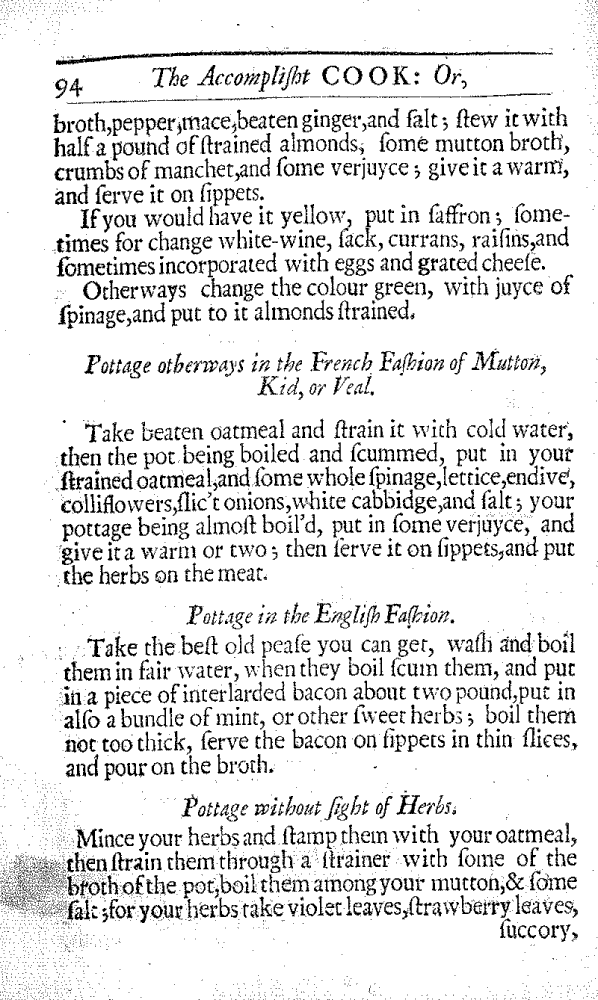 94 The Accompliſht COOK: Or,
broth,pepper,mace,beaten ginger,and ſalt; ſtew it with
half a pound of ſtrained almonds, ſome mutton broth,
crumbs of manchet,and ſome verjuyce; give it a warm,
and ſerve it on ſippets.
If you would have it yellow, put in ſaffron; ſome-
times for change white-wine, ſack, currans, raiſins,and
ſometimes incorporated with eggs and grated cheeſe.
Otherways change the colour green, with juyce of
ſpinage,and put to it almonds ſtrained.
Pottage otherways in the French Faſhion of Mutton,
Kid, or Veal.
Take beaten oatmeal and ſtrain it with cold water,
then the pot being boiled and ſcummed, put in your
ſtrained oatmeal,and ſome whole ſpinage,lettice,endive,
colliflowers,ſlic't onions,white cabbidge,and ſalt; your
pottage being almoſt boil'd, put in ſome verjuyce, and
give it a warm or two; then ſerve it on ſippets,and put
the herbs on the meat.
Pottage in the Engliſh Faſhion.
Take the beſt old peaſe you can get, waſh and boil
them in fair water, when they boil ſcum them, and put
in a piece of interlarded bacon about two pound,put in
alſo a bundle of mint, or other ſweet herbs; boil them
not too thick, ſerve the bacon on ſippets in thin ſlices,
and pour on the broth.
Pottage without ſight of Herbs.
Mince your herbs and ſtamp them with your oatmeal,
then ſtrain them through a ſtrainer with ſome of the
broth of the pot,boil them among your mutton,& ſome
ſalt;for your herbs take violet leaves,ſtrawberry leaves,
ſuccory,